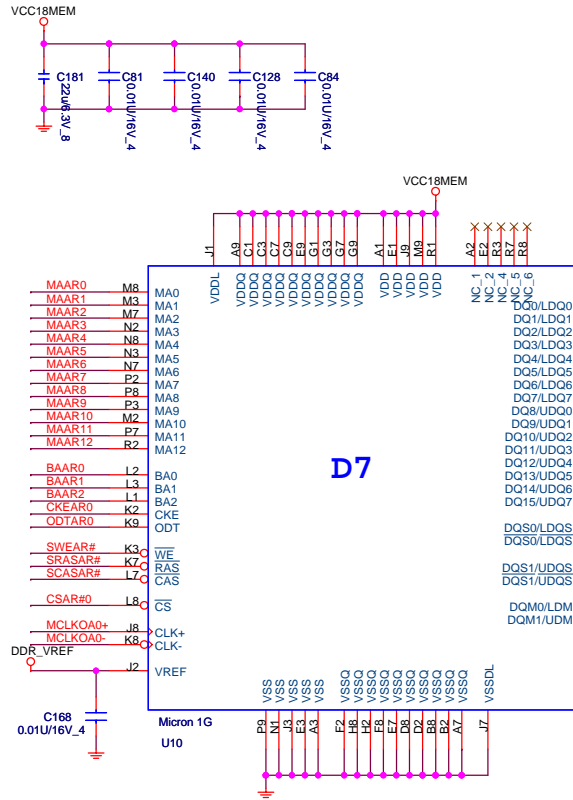 VCC18MEM
C181
22u/6.3V_8
C81
0.01U/16V_4
C140
0.01U/16V_4
C128
0.01U/16V_4
C84
0.01U/16V_4
VCC18MEM
J1 A9 C1 C3 C7 C9 E9 G1 G3 G7 G9 A1 E1 J9 M9 R1 A2 E2 R3 R7 R8
VDDL VDDQ VDDQ VDDQ VDDQ VDDQ VDDQ VDDQ VDDQ VDDQ VDDQ VDD VDD VDD VDD VDD NC_1 NC_2 NC_4 NC_5 NC_6
MAAR0 M8 MA0
MAAR1 M3 MA1
MAAR2 M7 MA2
MAAR3 N2 MA3
MAAR4 N8 MA4
MAAR5 N3 MA5
MAAR6 N7 MA6
MAAR7 P2 MA7
MAAR8 P8 MA8
MAAR9 P3 MA9
MAAR10 M2 MA10
MAAR11 P7 MA11
MAAR12 R2 MA12
BAAR0 L2 BA0
BAAR1 L3 BA1
BAAR2 L1 BA2
CKEAR0 K2 CKE
ODTAR0 K9 ODT
SWEAR# K3 WE
SRASAR# K7 RAS
SCASAR# L7 CAS
CSAR#0 L8 CS
MCLKOA0+ J8 CLK+
MCLKOA0- K8 CLK-
DDR_VREF J2 VREF
D7
DQ0/LDQ0
DQ1/LDQ1
DQ2/LDQ2
DQ3/LDQ3
DQ4/LDQ4
DQ5/LDQ5
DQ6/LDQ6
DQ7/LDQ7
DQ8/UDQ0
DQ9/UDQ1
DQ10/UDQ2
DQ11/UDQ3
DQ12/UDQ4
DQ13/UDQ5
DQ14/UDQ6
DQ15/UDQ7
DQS0/LDQS
DQS0/LDQS
DQS1/UDQS
DQS1/UDQS
DQM0/LDM
DQM1/UDM
VSS VSS VSS VSS VSS VSSQ VSSQ VSSQ VSSQ VSSQ VSSQ VSSQ VSSQ VSSQ VSSQ VSSDL
P9 N1 J3 E3 A3 F2 H8 H2 F8 E7 D8 D2 B8 B2 A7 J7
C168
0.01U/16V_4
Micron 1G
U10